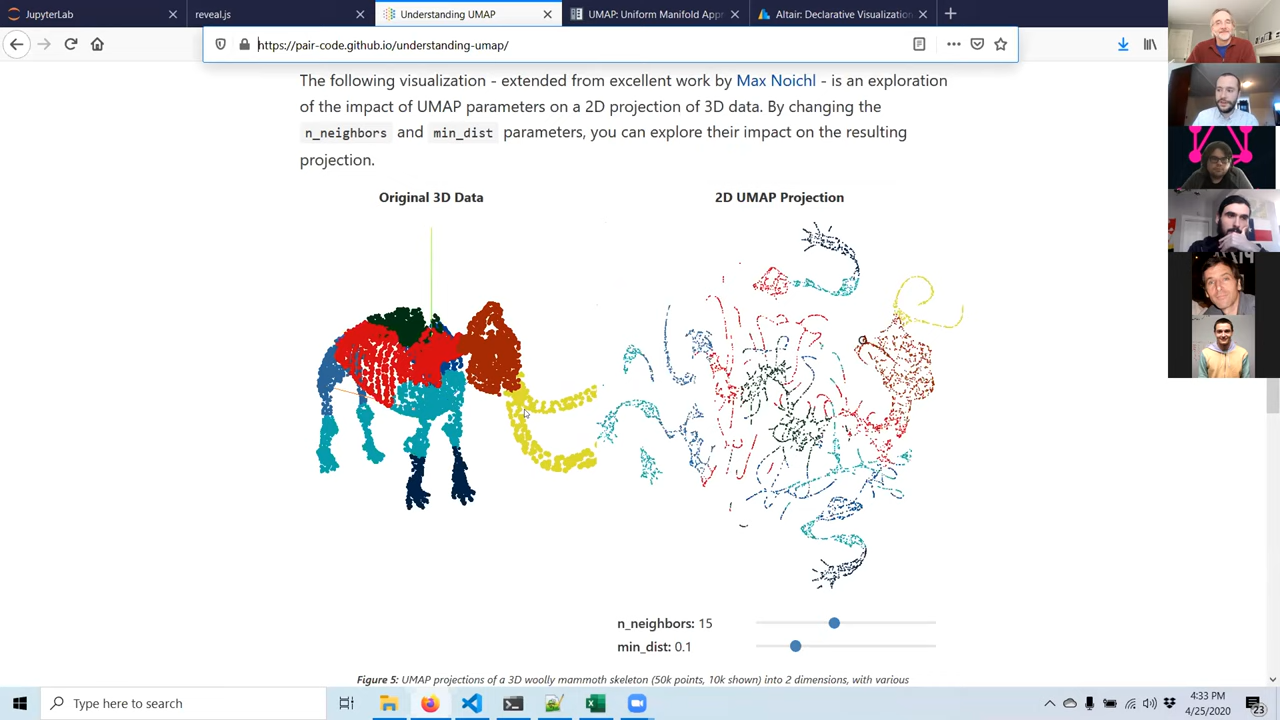 JupyterLab
reveal.js
Understanding UMAP
UMAP: Uniform Manifold Appr
Altair: Declarative Visualization
https://pair-code.github.io/understanding-umap/
The following visualization - extended from excellent work by Max Noichl - is an exploration
of the impact of UMAP parameters on a 2D projection of 3D data. By changing the
n_neighbors and min_dist parameters, you can explore their impact on the resulting
projection.
Original 3D Data
2D UMAP Projection
n_neighbors: 15
min_dist: 0.1
Figure 5: UMAP projections of a 3D woolly mammoth skeleton (50k points, 10k shown) into 2 dimensions, with various
Type here to search
4:33 PM
4/25/2020
23